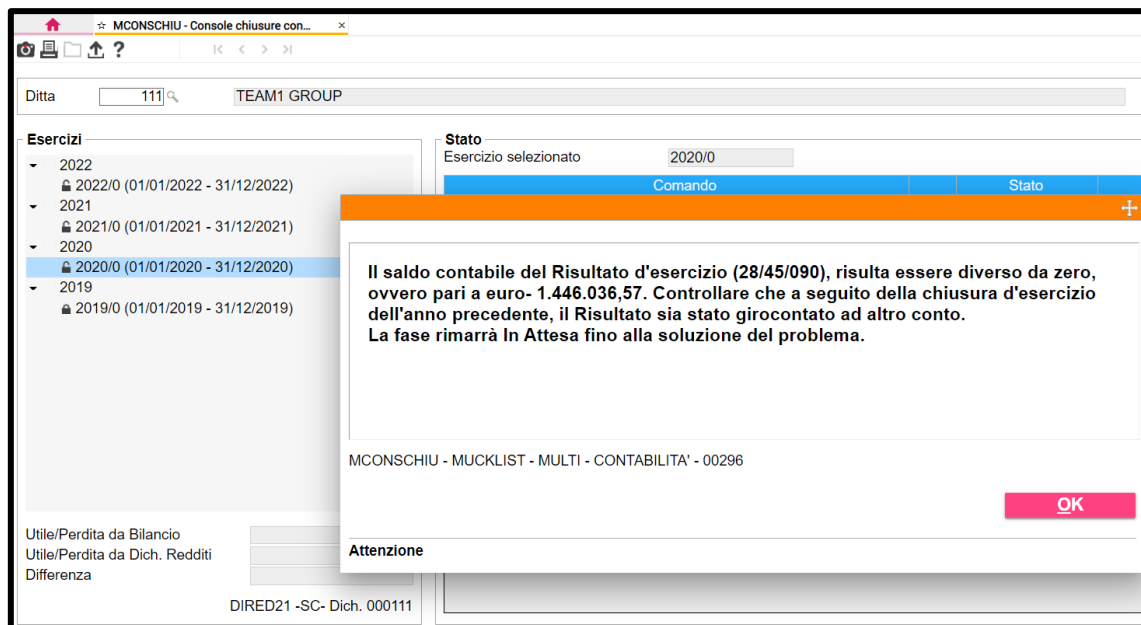 MCONSCHIU - Console chiusure con... ×
?
Ditta 111 TEAM1 GROUP
Esercizi
2022
2022/0 (01/01/2022 - 31/12/2022)
2021
2021/0 (01/01/2021 - 31/12/2021)
2020
2020/0 (01/01/2020 - 31/12/2020)
2019
2019/0 (01/01/2019 - 31/12/2019)
Utile/Perdita da Bilancio
Utile/Perdita da Dich. Redditi
Differenza
DIRED21 -SC- Dich. 000111
Stato
Esercizio selezionato 2020/0
Comando Stato
Il saldo contabile del Risultato d'esercizio (28/45/090), risulta essere diverso da zero,
ovvero pari a euro- 1.446.036,57. Controllare che a seguito della chiusura d'esercizio
dell'anno precedente, il Risultato sia stato girocontato ad altro conto.
La fase rimarrà In Attesa fino alla soluzione del problema.
MCONSCHIU - MUCKLIST - MULTI - CONTABILITA' - 00296
OK
Attenzione